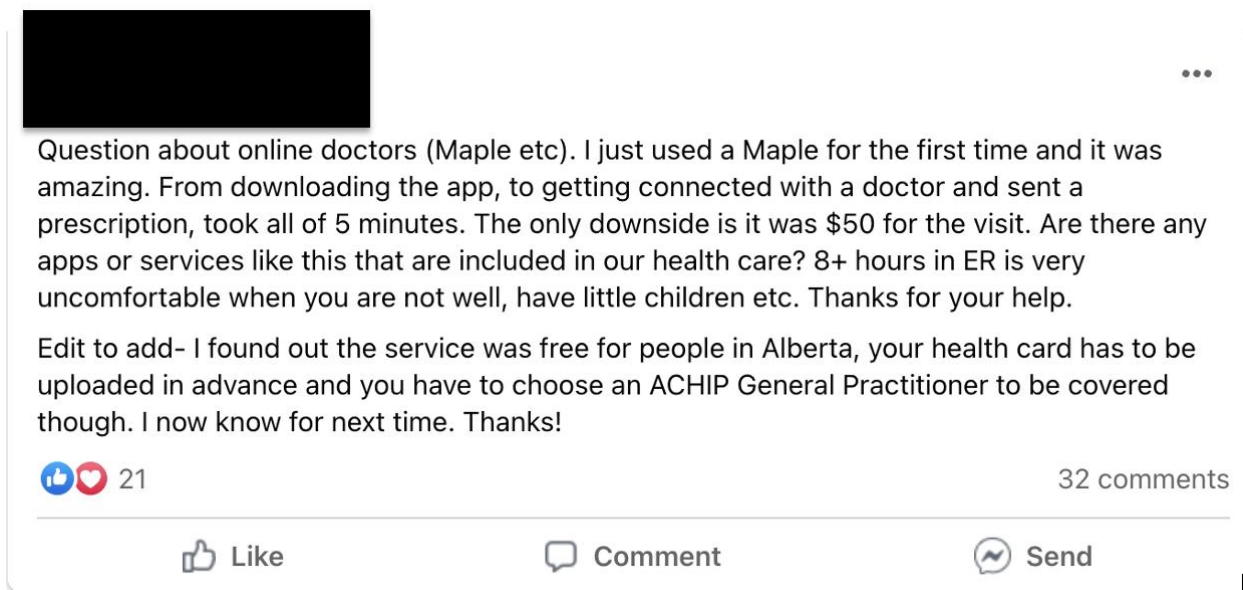 Question about online doctors (Maple etc). I just used a Maple for the first time and it was
amazing. From downloading the app, to getting connected with a doctor and sent a
prescription, took all of 5 minutes. The only downside is it was $50 for the visit. Are there any
apps or services like this that are included in our health care? 8+ hours in ER is very
uncomfortable when you are not well, have little children etc. Thanks for your help.
Edit to add- I found out the service was free for people in Alberta, your health card has to be
uploaded in advance and you have to choose an ACHIP General Practitioner to be covered
though. I now know for next time. Thanks!
21 32 comments
Like Comment Send